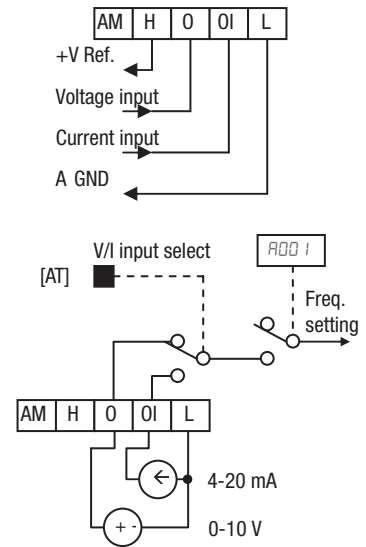 AM H O OI L
+V Ref.
Voltage input
Current input
A GND
V/I input select
A001
[AT]
Freq.
setting
AM H O OI L
4-20 mA
+ -
0-10 V